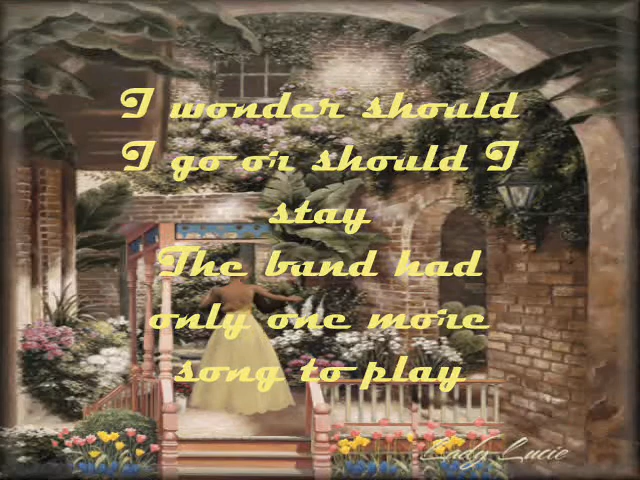 I wonder should
I go or should I
stay
The band had
only one more
song to play
Lady Lucie